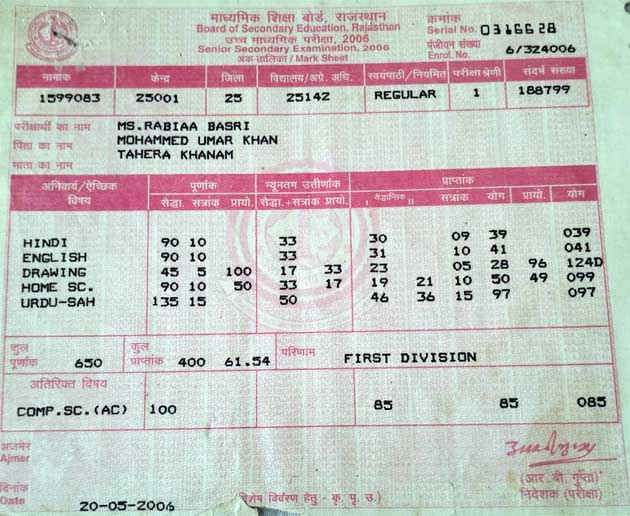 माध्यमिक शिक्षा बोर्ड, राजस्थान
Board of Secondary Education, Rajasthan
उच्च माध्यमिक परीक्षा, 2006
Senior Secondary Examination, 2006
अंक-तालिका / Mark Sheet
क्रमांक
Serial No. 0316628
पंजीयन संख्या
Enrol. No. 6/324006
नामांक केन्द्र जिला विद्यालय/अग्रे. अधि. स्वयंपाठी/नियमित परीक्षा श्रेणी संदर्भ संख्या
1599083 25001 25 25142 REGULAR 1 188799
परीक्षार्थी का नाम MS.RABIAA BASRI
पिता का नाम MOHAMMED UMAR KHAN
माता का नाम TAHERA KHANAM
अनिवार्य/ऐच्छिक विषय पूर्णांक न्यूनतम उत्तीर्णांक प्राप्तांक
सैद्धा. सत्रांक प्रायो. सैद्धा.+सत्रांक प्रायो. I सैद्धान्तिक II सत्रांक योग प्रायो. योग
HINDI 90 10 33 30 09 39 039
ENGLISH 90 10 33 31 10 41 041
DRAWING 45 5 100 17 33 23 05 28 96 124D
HOME SC. 90 10 50 33 17 19 21 10 50 49 099
URDU-SAH 135 15 50 46 36 15 97 097
कुल पूर्णांक 650 कुल प्राप्तांक 400 61.54 परिणाम FIRST DIVISION
अतिरिक्त विषय
COMP.SC.(AC) 100 85 85 085
अजमेर
Ajmer
(आर. बी. गुप्ता)
निदेशक (परीक्षा)
दिनांक
Date 20-05-2006
(विशेष विवरण हेतु - कृ. पृ. उ.)